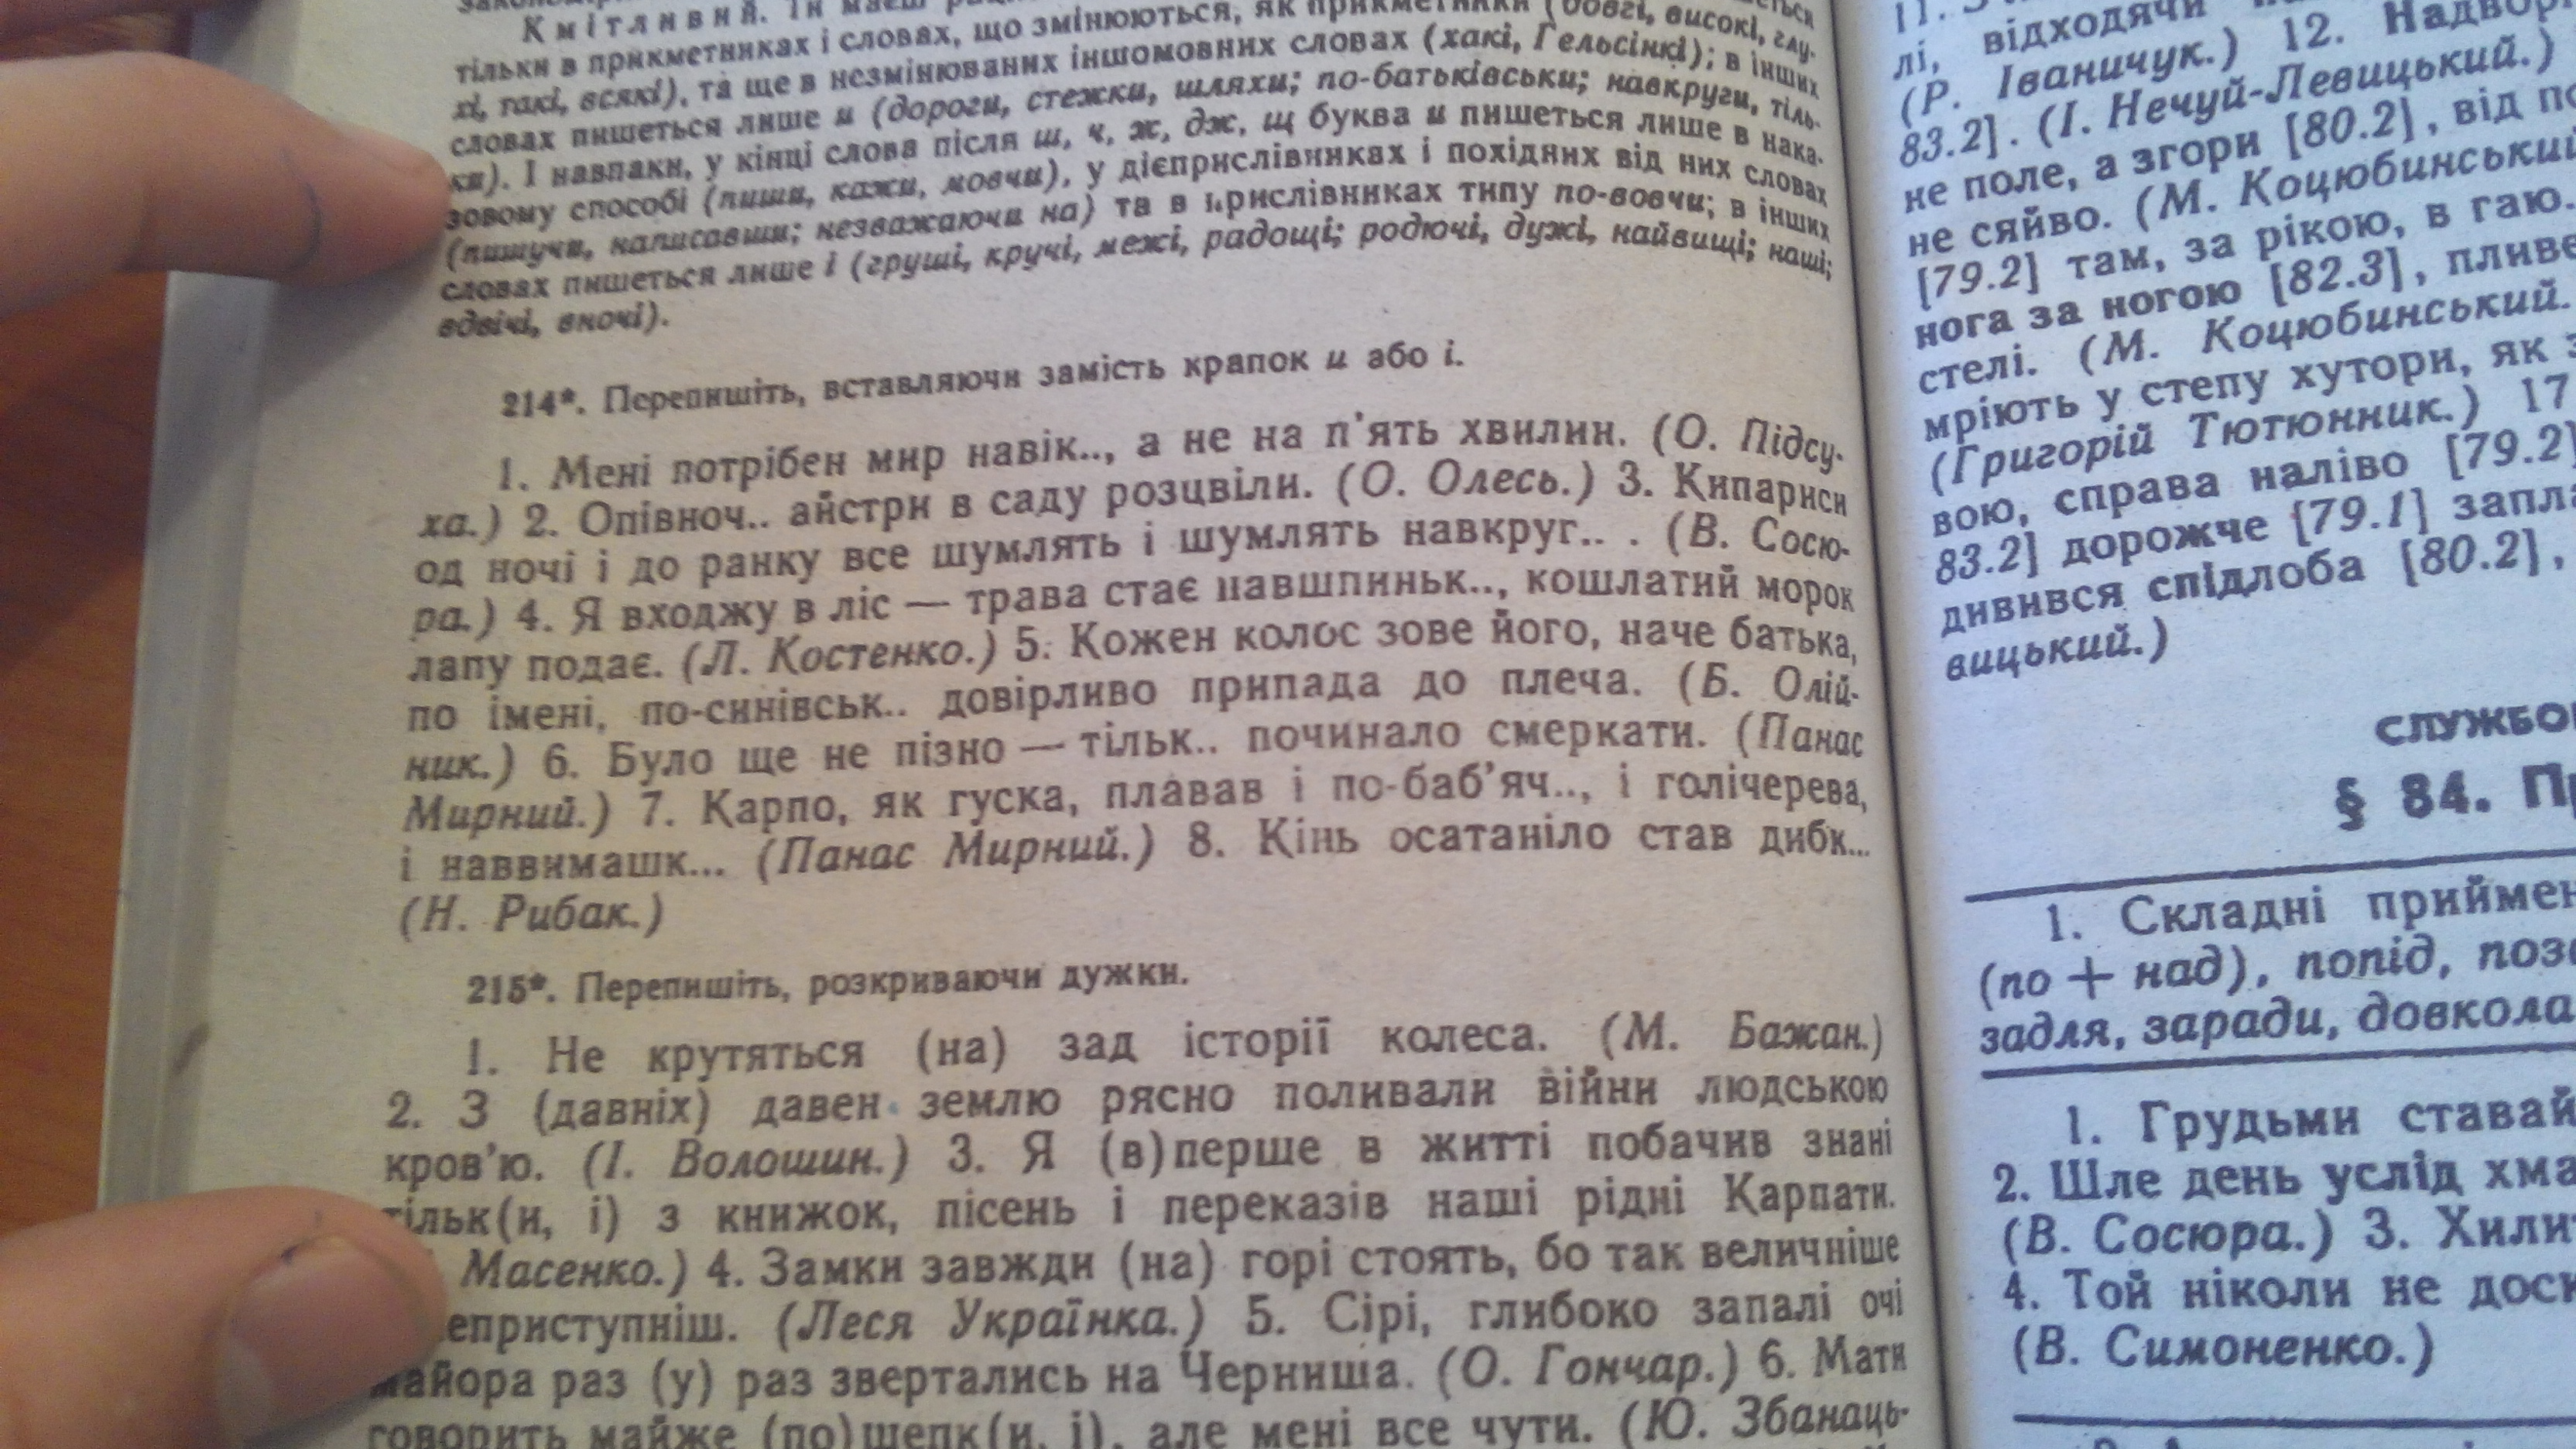 Кмітливий.
тільки в прикметниках і словах, що змінюються, як прикметники (довгі, високі, глу-
хі, такі, всякі), та ще в незмінюваних іншомовних словах (хакі, Гельсінкі); в інших
словах пишеться лише и (дороги, стежки, шляхи; по-батьківськи; навкруги, тіль-
ки). І навпаки, у кінці слова після ш, ч, ж, дж, щ буква и пишеться лише в нака-
зовому способі (пиши, кажи, мовчи), у дієприслівниках і похідних від них словах
(пишучи, написавши; незважаючи на) та в прислівниках типу по-вовчи; в інших
словах пишеться лише і (груші, кручі, межі, радощі; родючі, дужі, найвищі; наші;
вдвічі, вночі).
214*. Перепишіть, вставляючи замість крапок и або і.
1. Мені потрібен мир навік.., а не на п'ять хвилин. (О. Підсу-
ха.) 2. Опівноч.. айстри в саду розцвіли. (О. Олесь.) 3. Кипариси
од ночі і до ранку все шумлять і шумлять навкруг.. . (В. Сосю-
ра.) 4. Я входжу в ліс — трава стає навшпиньк.., кошлатий морок
лапу подає. (Л. Костенко.) 5. Кожен колос зове його, наче батька,
по імені, по-синівськ.. довірливо припада до плеча. (Б. Олій-
ник.) 6. Було ще не пізно — тільк.. починало смеркати. (Панас
Мирний.) 7. Карпо, як гуска, плавав і по-баб'яч.., і голічерева,
і наввимашк... (Панас Мирний.) 8. Кінь осатаніло став дибк...
(Н. Рибак.)
215*. Перепишіть, розкриваючи дужки.
1. Не крутяться (на) зад історії колеса. (М. Бажан.)
2. З (давніх) давен землю рясно поливали війни людською
кров'ю. (І. Волошин.) 3. Я (в)перше в житті побачив знані
тільк(и, і) з книжок, пісень і переказів наші рідні Карпати.
Масенко.) 4. Замки завжди (на) горі стоять, бо так величніше
еприступніш. (Леся Українка.) 5. Сірі, глибоко запалі очі
майора раз (у) раз звертались на Черниша. (О. Гончар.) 6. Мати
говорить майже (по)шепк(и, і), але мені все чути. (Ю. Збанаць-
11.
лі, відходячи
(Р. Іваничук.) 12.
83.2]. (І. Нечуй-Левицький.)
не поле, а згори [80.2], від
не сяйво. (М. Коцюбинський
[79.2] там, за рікою, в гаю.
нога за ногою [82.3], пливе
стелі. (М. Коцюбинський.
мріють у степу хутори, як
(Григорій Тютюнник.) 17
вою, справа наліво [79.2]
83.2] дорожче [79.1] запла
дивився спідлоба [80.2],
вицький.)
СЛУЖБО
§ 84. П
1. Складні приймен
(по + над), попід, поза
задля, заради, довкола
1. Грудьми ставай
2. Шле день услід хма
(В. Сосюра.) 3. Хили
4. Той ніколи не доск
(В. Симоненко.)